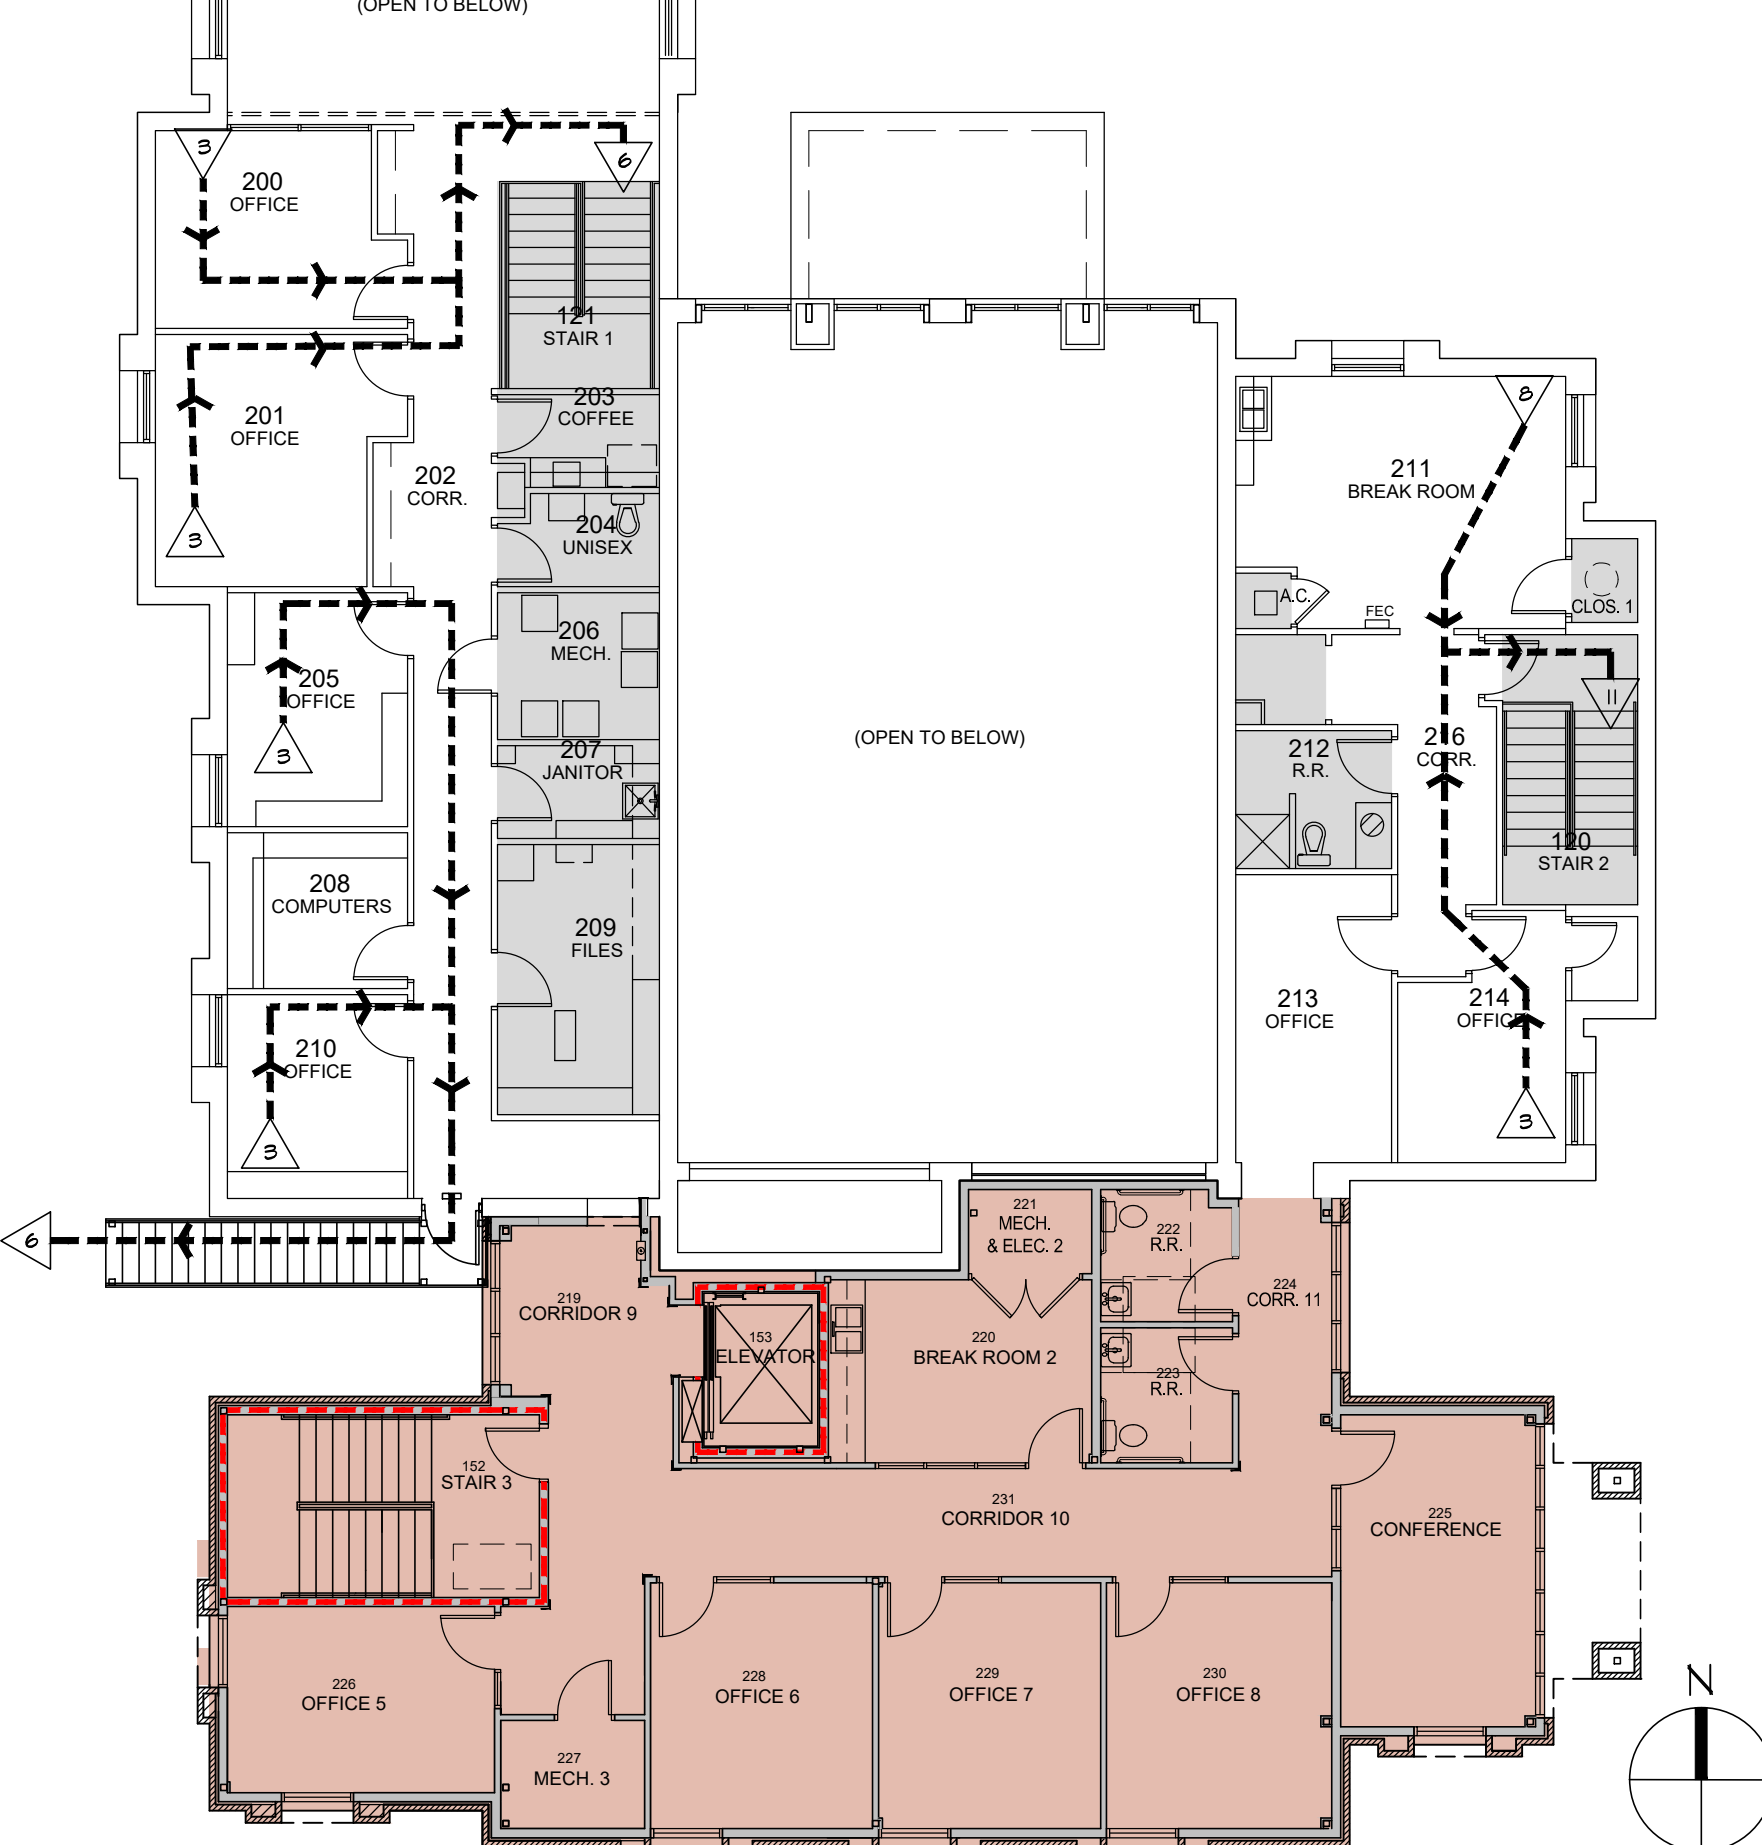 (OPEN TO BELOW)
3
200
OFFICE
6
121
STAIR 1
201
OFFICE
203
COFFEE
8
202
CORR.
211
BREAK ROOM
3
204
UNISEX
A.C.
CLOS. 1
FEC
206
MECH.
205
OFFICE
11
3
207
JANITOR
(OPEN TO BELOW)
212
R.R.
216
CORR.
120
STAIR 2
208
COMPUTERS
209
FILES
213
OFFICE
214
OFFICE
210
OFFICE
3
3
6
221
MECH.
& ELEC. 2
222
R.R.
219
CORRIDOR 9
224
CORR. 11
153
ELEVATOR
220
BREAK ROOM 2
223
R.R.
152
STAIR 3
231
CORRIDOR 10
225
CONFERENCE
226
OFFICE 5
228
OFFICE 6
229
OFFICE 7
230
OFFICE 8
N
227
MECH. 3